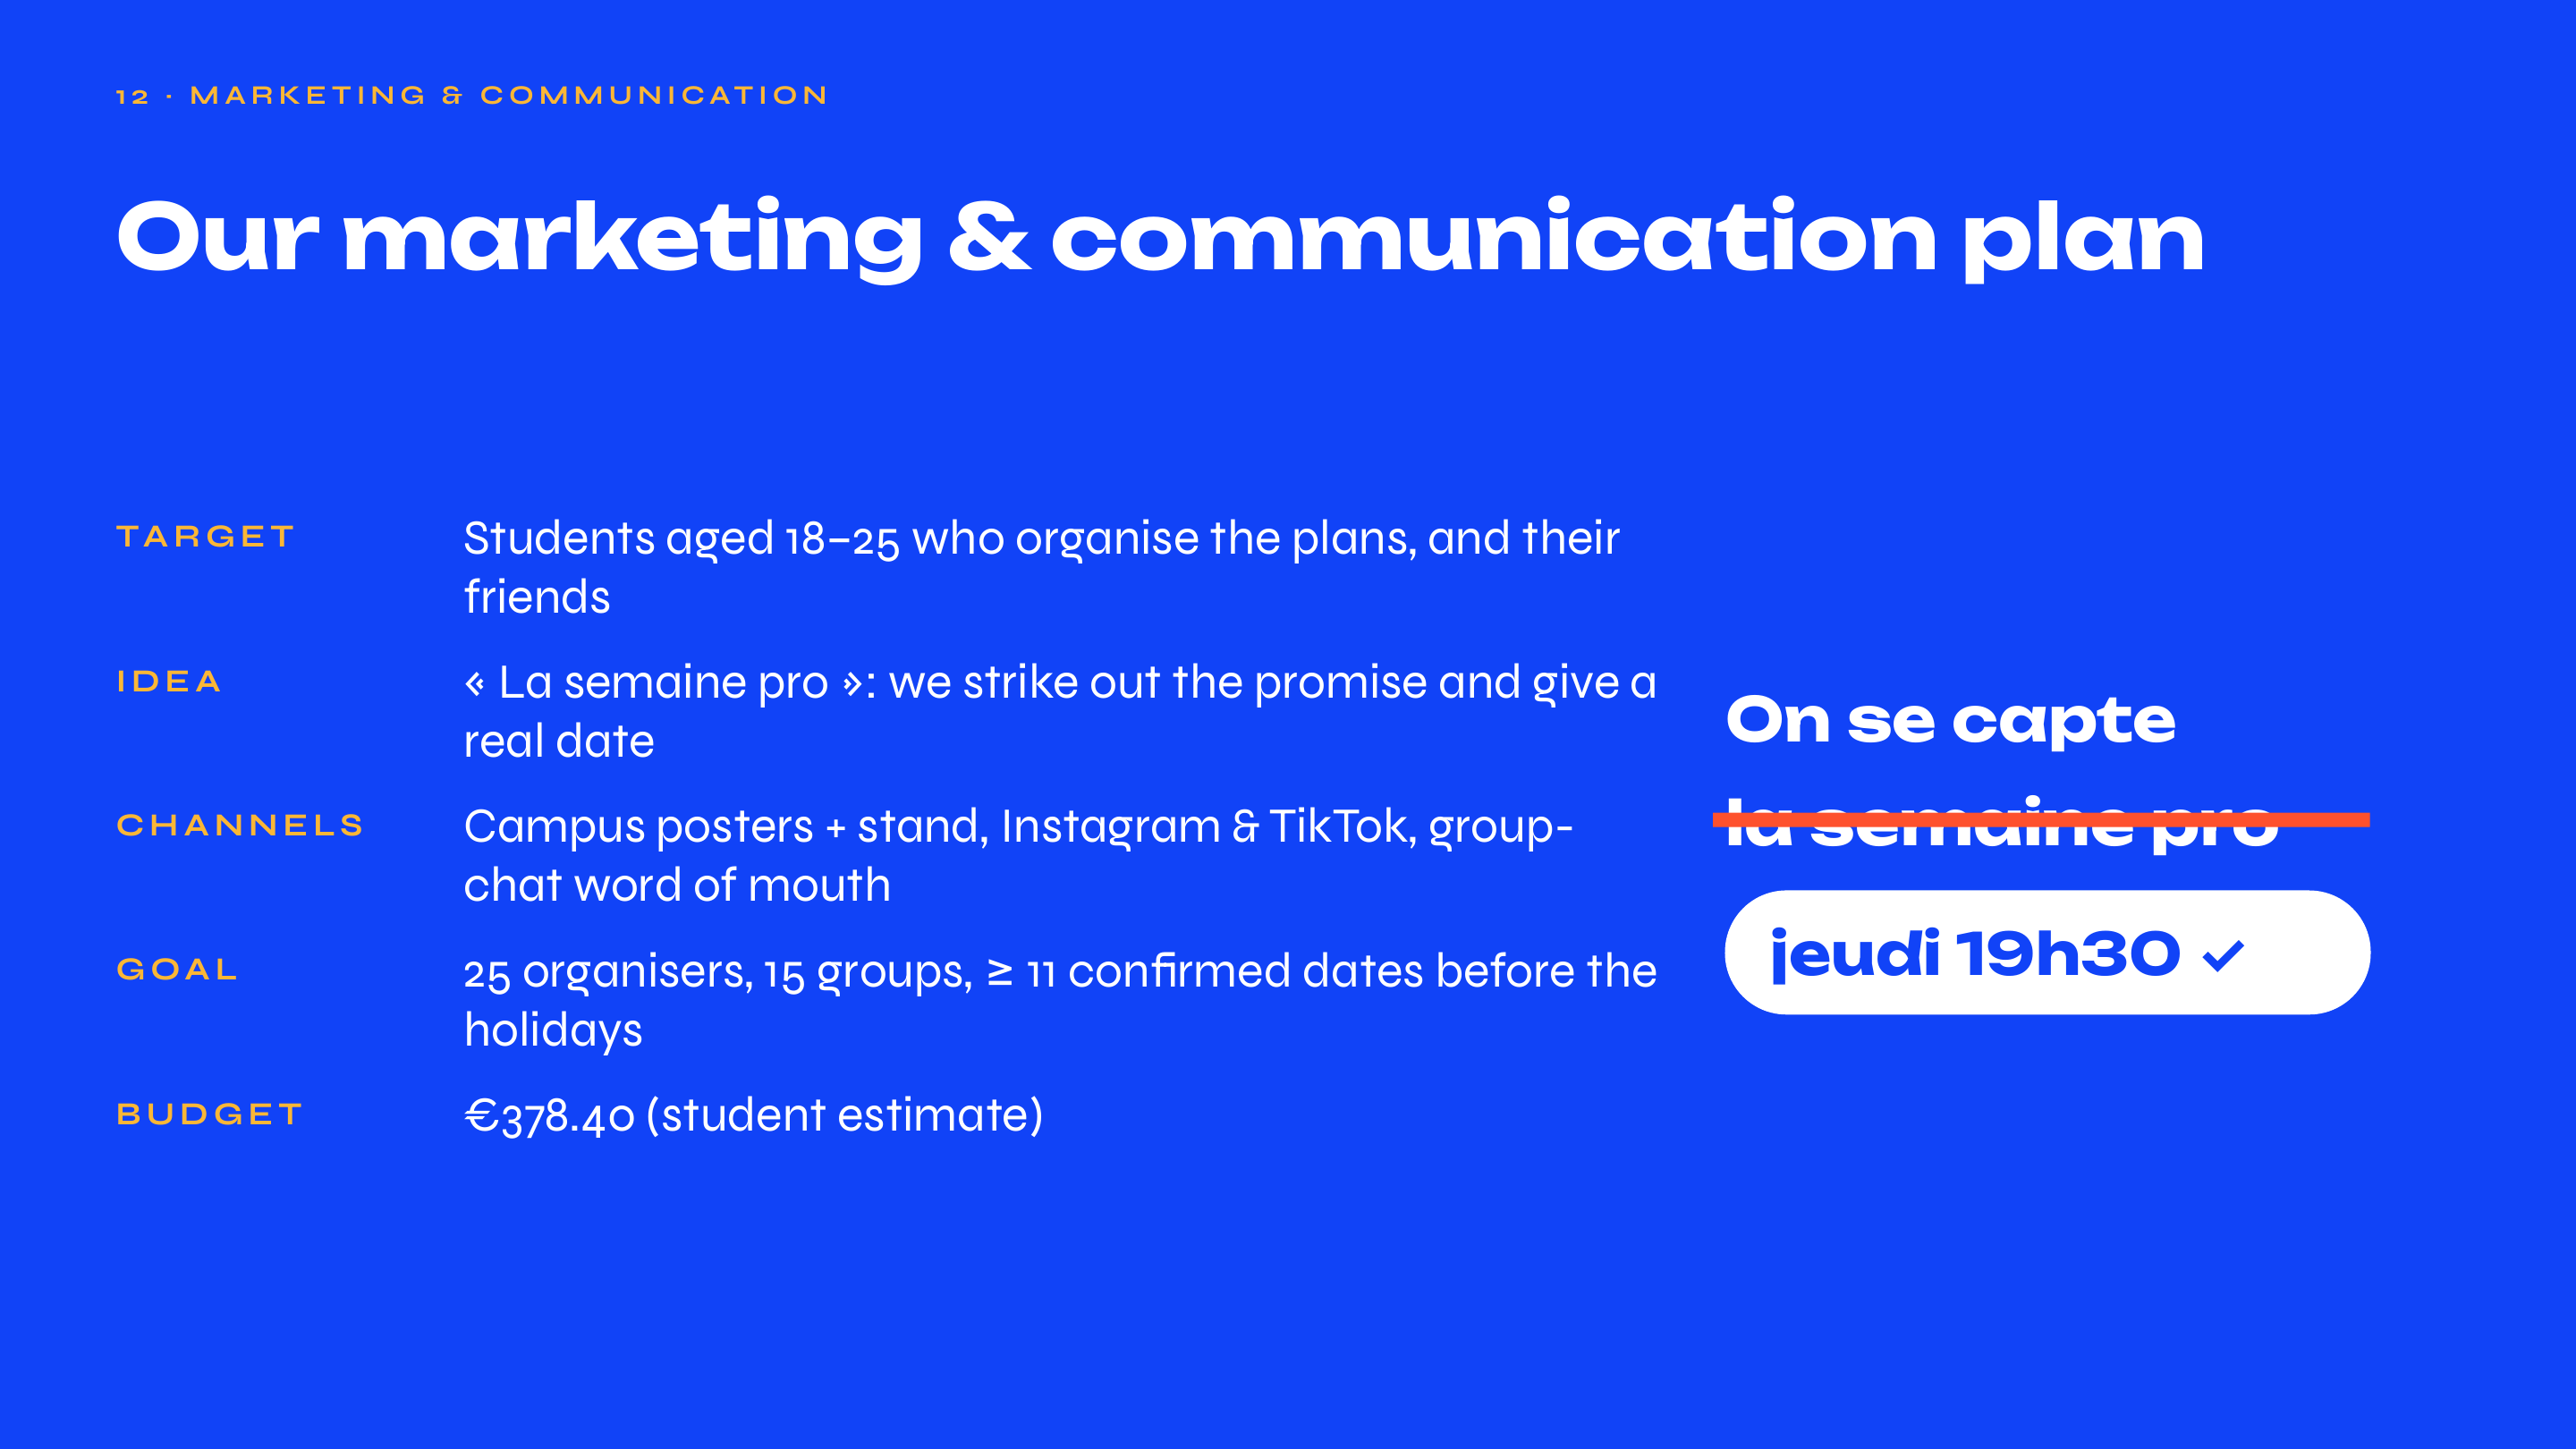 12 · MARKETING & COMMUNICATION
Our marketing & communication plan
TARGET
Students aged 18–25 who organise the plans, and their
friends
IDEA
« La semaine pro »: we strike out the promise and give a
real date
CHANNELS
Campus posters + stand, Instagram & TikTok, group-
chat word of mouth
GOAL
25 organisers, 15 groups, ≥ 11 confirmed dates before the
holidays
BUDGET
€378.40 (student estimate)
On se capte
la semaine pro
jeudi 19h30 ✓